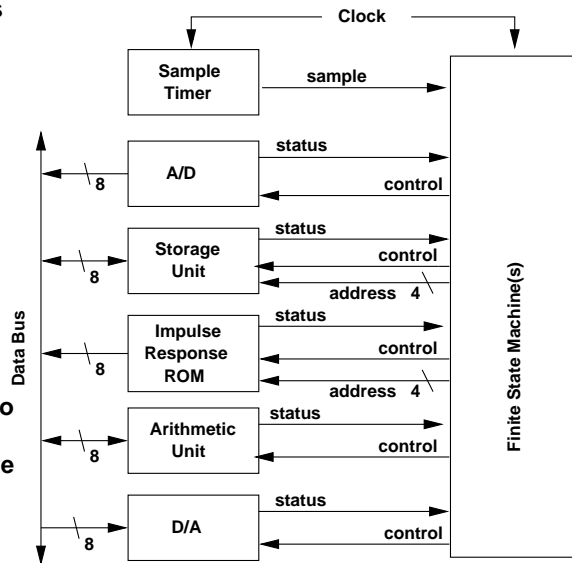 s
Clock
Sample
Timer
sample
A/D
status
control
8
Storage
Unit
status
control
address 4
8
Impulse
Response
ROM
status
control
address 4
8
Data Bus
Finite State Machine(s)
o
Arithmetic
Unit
status
control
8
e
D/A
status
control
8